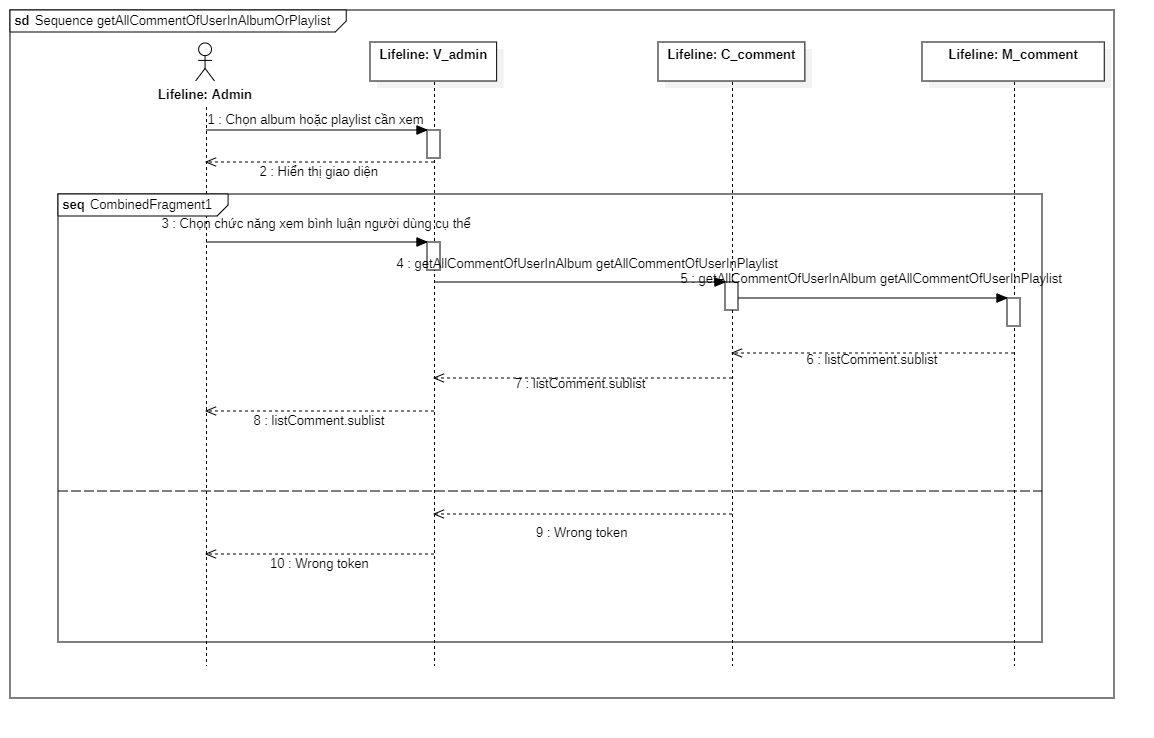 sd Sequence getAllCommentOfUserInAlbumOrPlaylist
Lifeline: Admin
Lifeline: V_admin
Lifeline: C_comment
Lifeline: M_comment
1 : Chọn album hoặc playlist cần xem
2 : Hiển thị giao diện
seq CombinedFragment1
3 : Chọn chức năng xem bình luận người dùng cụ thể
4 : getAllCommentOfUserInAlbum getAllCommentOfUserInPlaylist
5 : getAllCommentOfUserInAlbum getAllCommentOfUserInPlaylist
6 : listComment.sublist
7 : listComment.sublist
8 : listComment.sublist
9 : Wrong token
10 : Wrong token